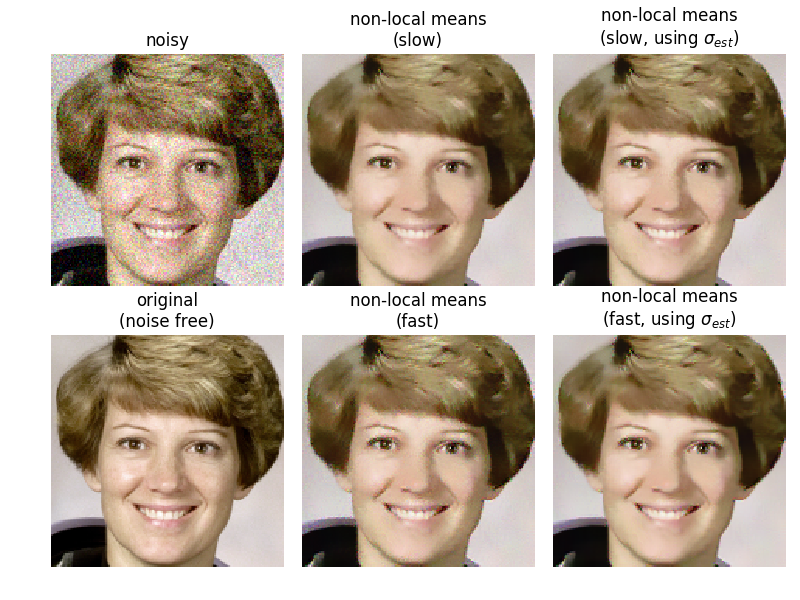 noisy
non-local means
(slow)
non-local means
(slow, using σest)
original
(noise free)
non-local means
(fast)
non-local means
(fast, using σest)